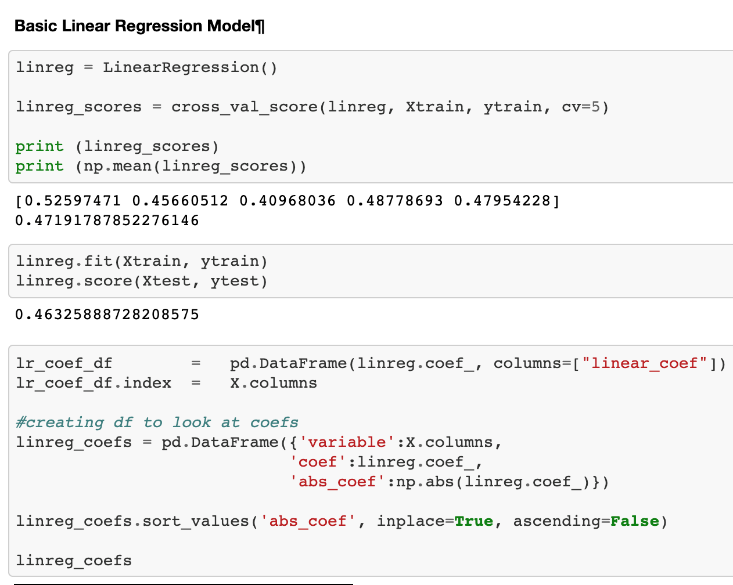 Basic Linear Regression Model¶
linreg = LinearRegression()
linreg_scores = cross_val_score(linreg, Xtrain, ytrain, cv=5)
print (linreg_scores)
print (np.mean(linreg_scores))
[0.52597471 0.45660512 0.40968036 0.48778693 0.47954228]
0.47191787852276146
linreg.fit(Xtrain, ytrain)
linreg.score(Xtest, ytest)
0.46325888728208575
lr_coef_df        =   pd.DataFrame(linreg.coef_, columns=["linear_coef"])
lr_coef_df.index  =   X.columns
#creating df to look at coefs
linreg_coefs = pd.DataFrame({'variable':X.columns,
                            'coef':linreg.coef_,
                            'abs_coef':np.abs(linreg.coef_)})
linreg_coefs.sort_values('abs_coef', inplace=True, ascending=False)
linreg_coefs